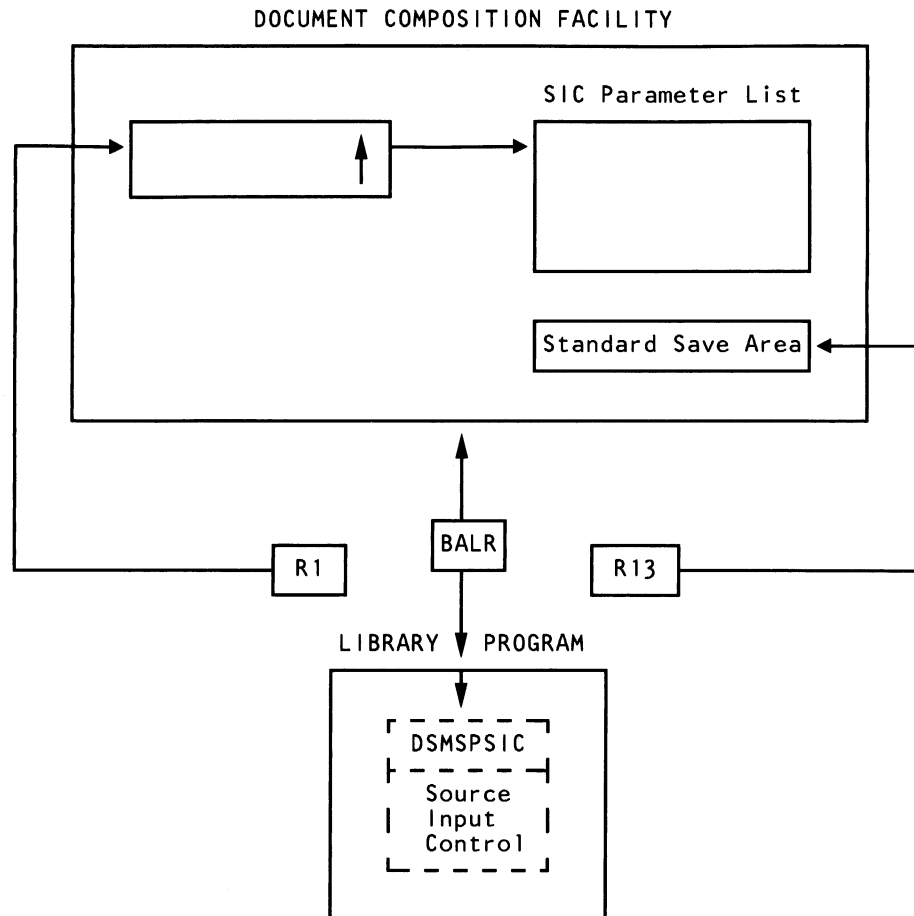 DOCUMENT COMPOSITION FACILITY
SIC Parameter List
Standard Save Area
BALR
R1
R13
LIBRARY PROGRAM
DSMSPSIC
Source
Input
Control